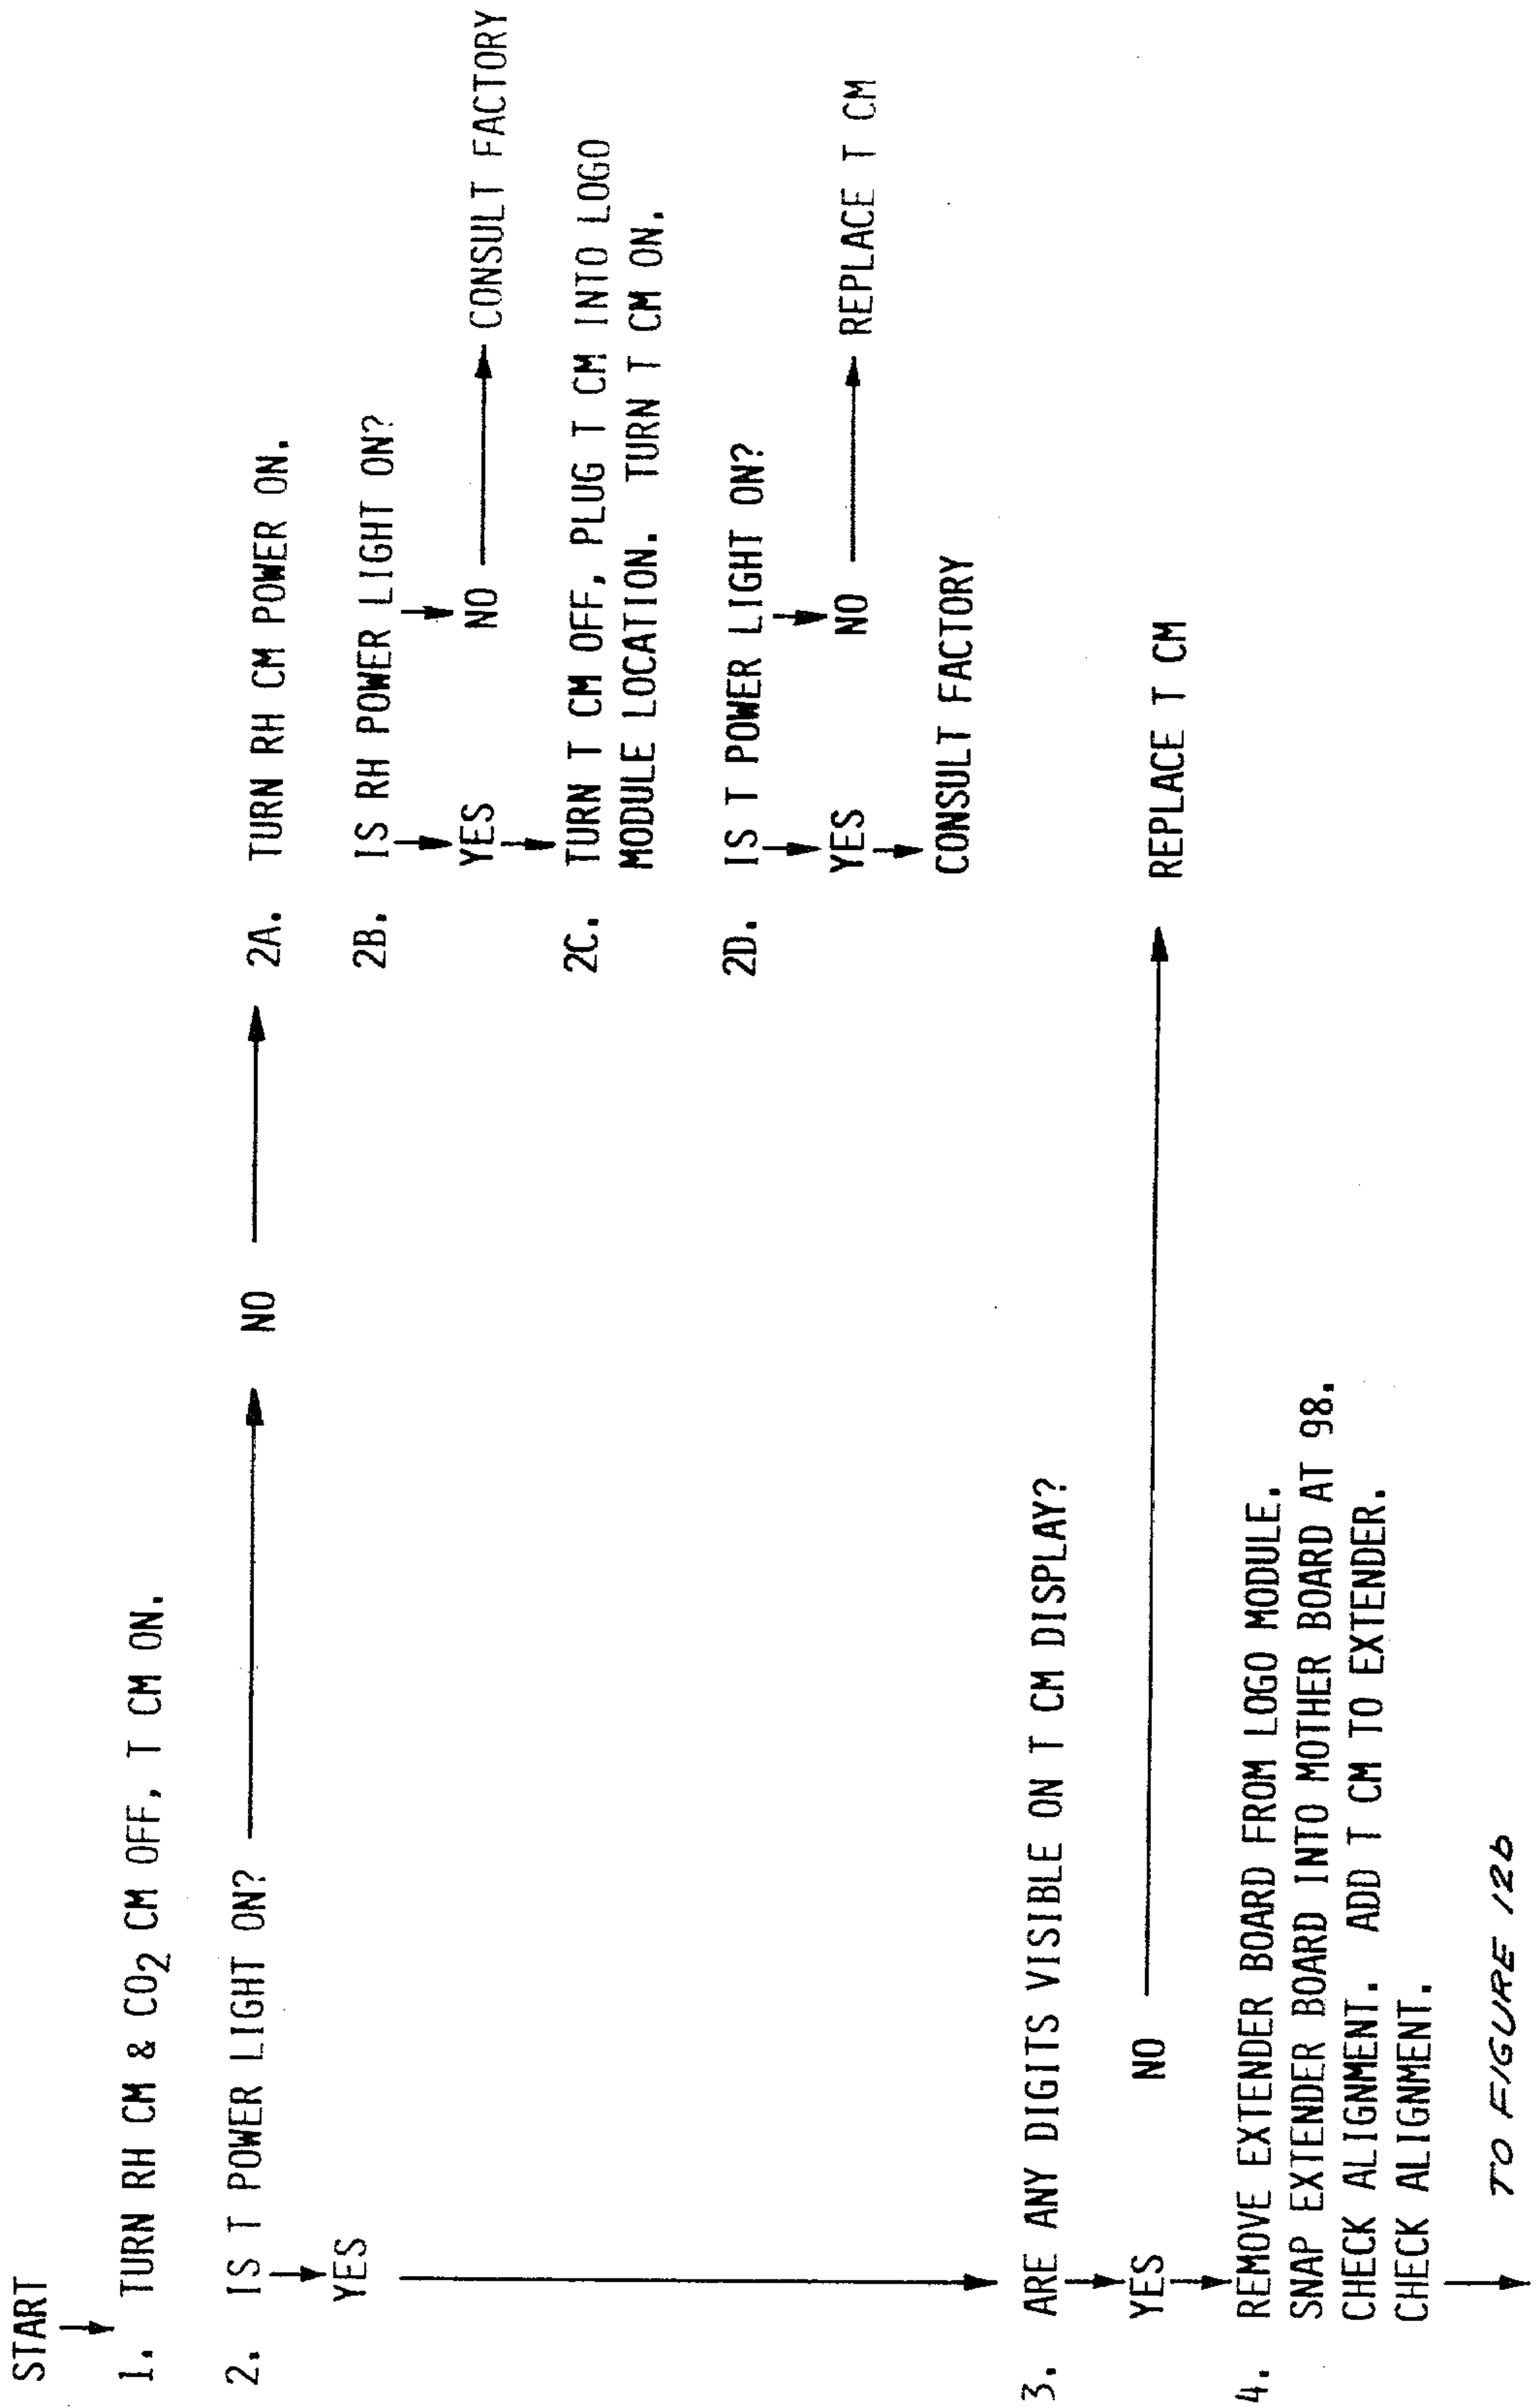 START
1. TURN RH CM & CO2 CM OFF, T CM ON.
2. IS T POWER LIGHT ON?
NO
YES
2A. TURN RH CM POWER ON.
2B. IS RH POWER LIGHT ON?
YES
NO
CONSULT FACTORY
2C. TURN T CM OFF, PLUG T CM INTO LOGO
MODULE LOCATION. TURN T CM ON.
2D. IS T POWER LIGHT ON?
YES
NO
REPLACE T CM
CONSULT FACTORY
3. ARE ANY DIGITS VISIBLE ON T CM DISPLAY?
YES
NO
REPLACE T CM
4. REMOVE EXTENDER BOARD FROM LOGO MODULE.
SNAP EXTENDER BOARD INTO MOTHER BOARD AT 98.
CHECK ALIGNMENT. ADD T CM TO EXTENDER.
CHECK ALIGNMENT.
TO FIGURE 12b